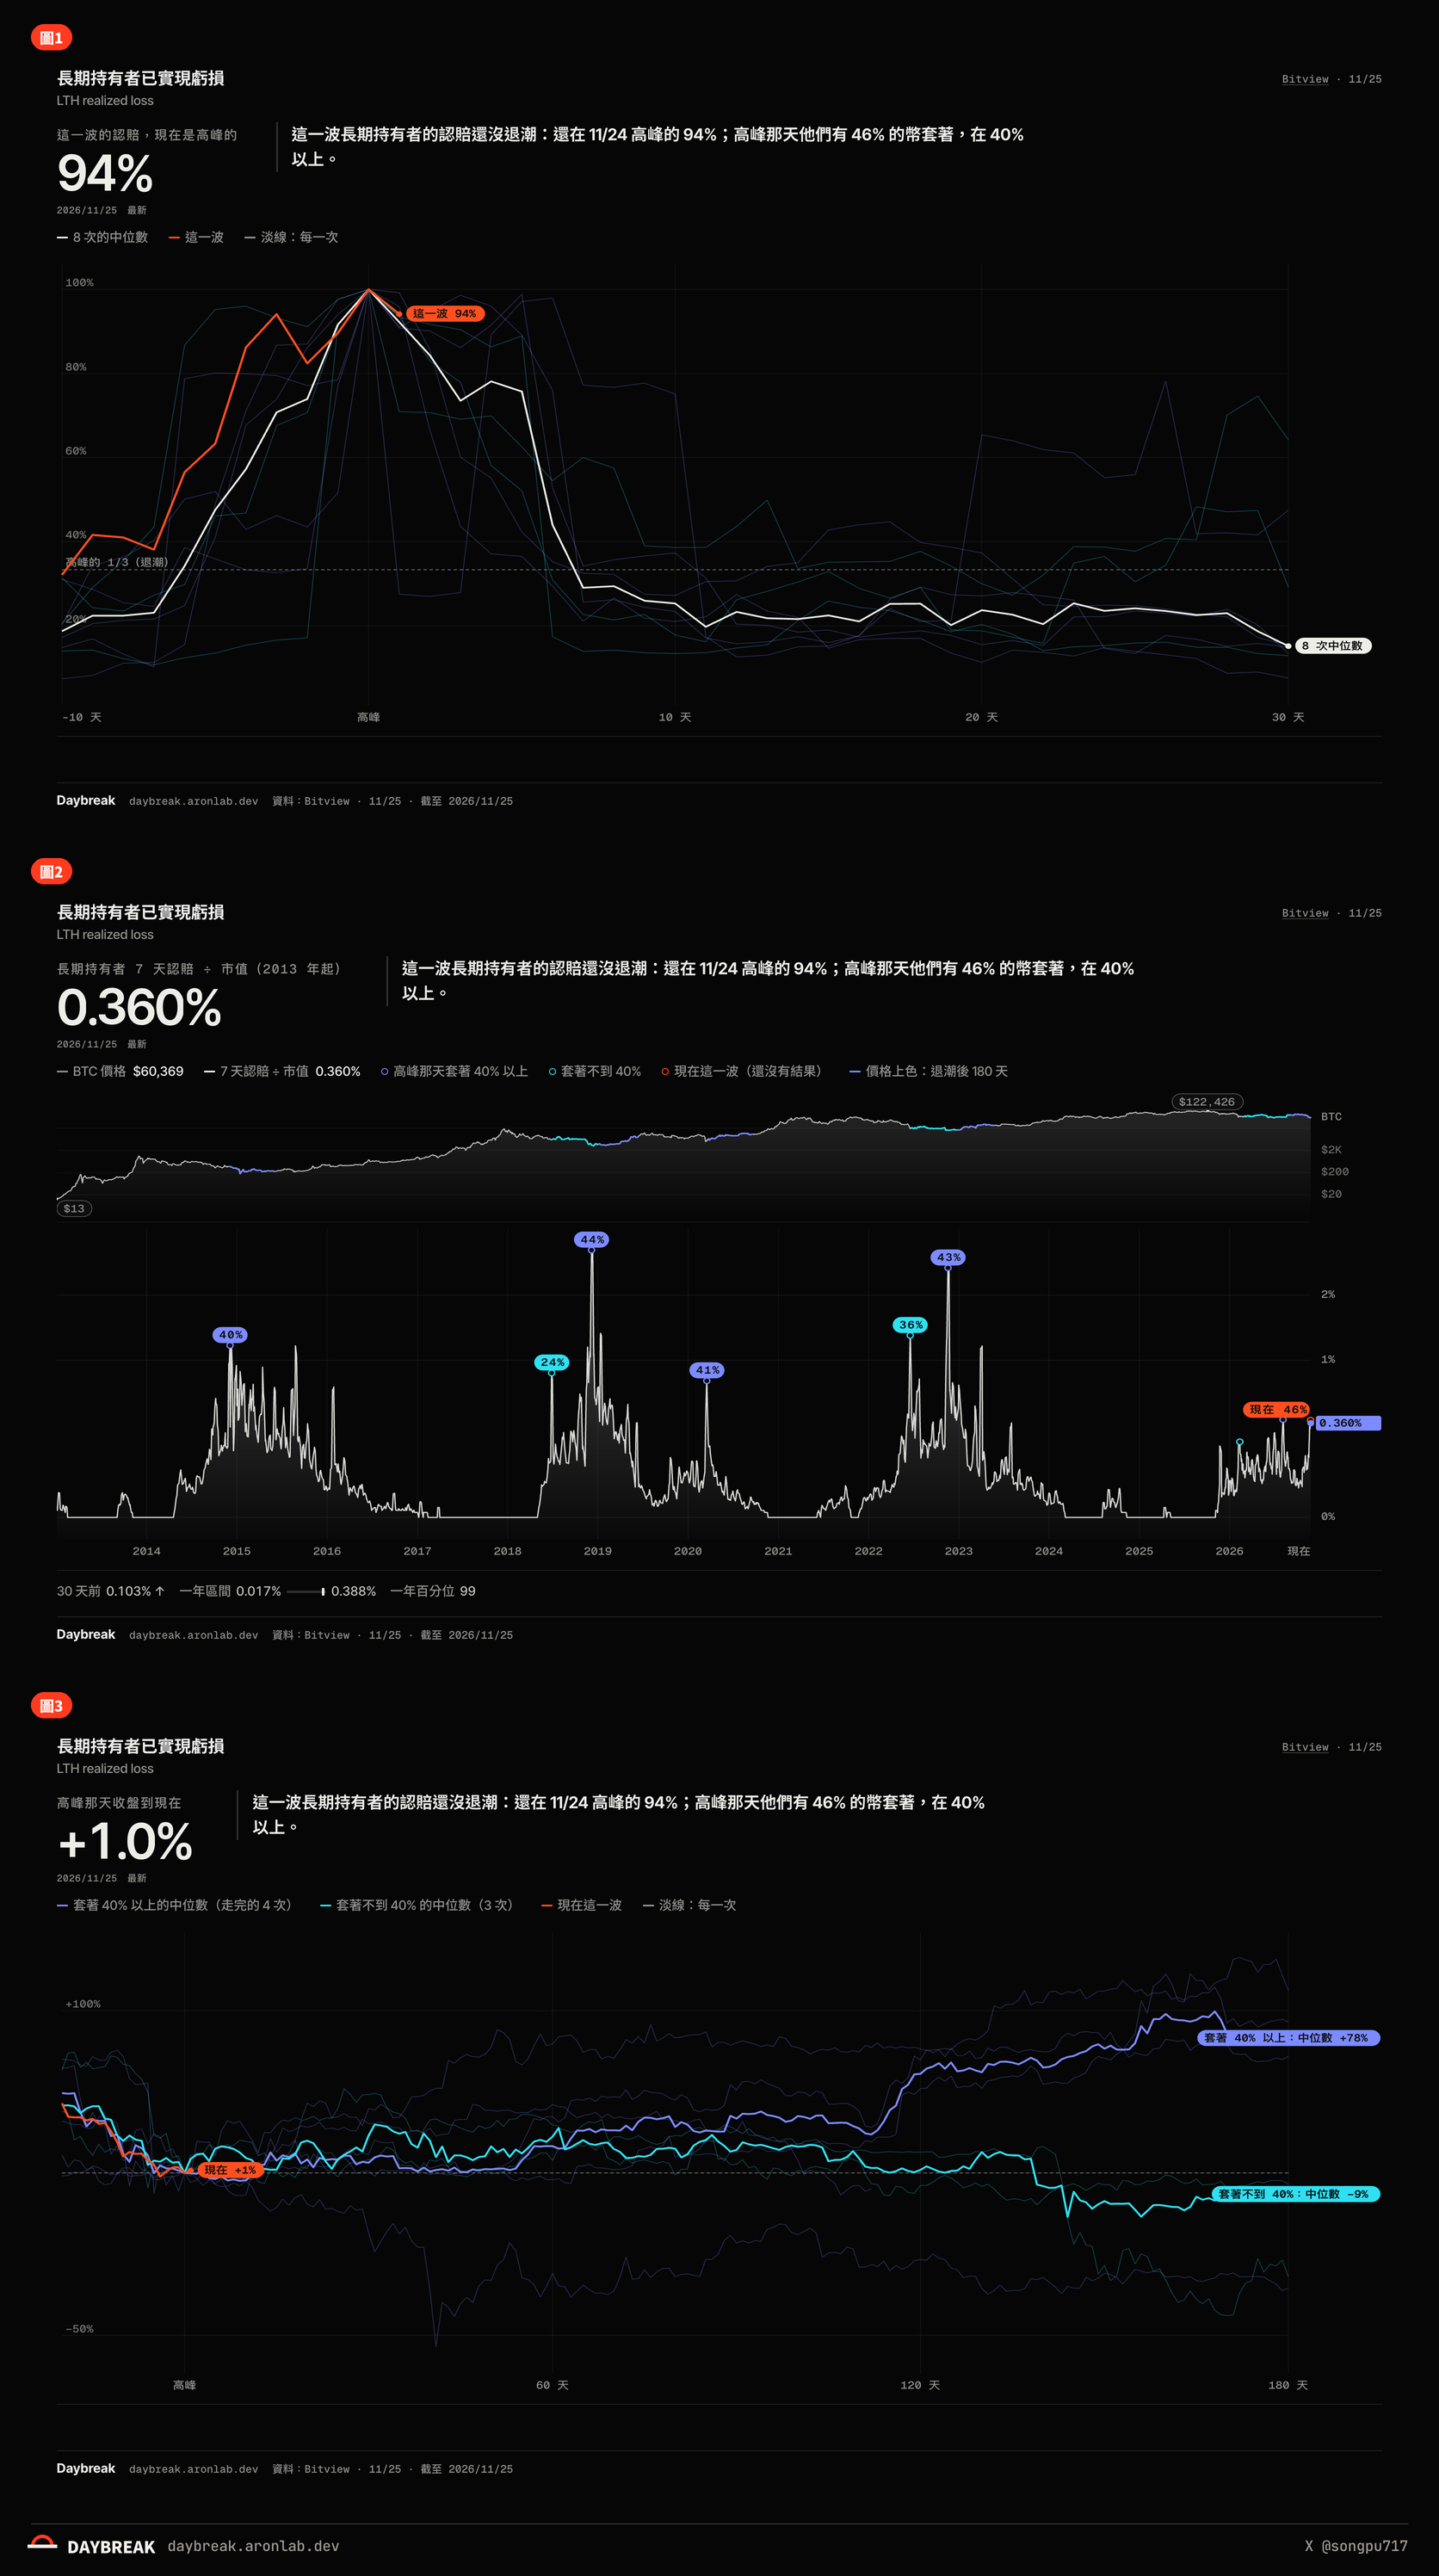 圖1
長期持有者已實現虧損
Bitview · 11/25
LTH realized loss
這一波的認賠，現在是高峰的
94%
2026/11/25 最新
這一波長期持有者的認賠還沒退潮：還在 11/24 高峰的 94%；高峰那天他們有 46% 的幣套著，在 40%
以上。
8 次的中位數 這一波 淡線：每一次
100%
這一波 94%
80%
60%
40%
高峰的 1/3（退潮）
20%
8 次中位數
-10 天 高峰 10 天 20 天 30 天
Daybreak daybreak.aronlab.dev 資料：Bitview · 11/25 · 截至 2026/11/25
圖2
長期持有者已實現虧損
Bitview · 11/25
LTH realized loss
長期持有者 7 天認賠 ÷ 市值（2013 年起）
0.360%
2026/11/25 最新
這一波長期持有者的認賠還沒退潮：還在 11/24 高峰的 94%；高峰那天他們有 46% 的幣套著，在 40%
以上。
BTC 價格 $60,369 7 天認賠 ÷ 市值 0.360% 高峰那天套著 40% 以上 套著不到 40% 現在這一波（還沒有結果） 價格上色：退潮後 180 天
$122,426
BTC
$2K
$200
$20
$13
44%
43%
2%
36%
40%
24%
1%
41%
現在 46%
0.360%
0%
2014 2015 2016 2017 2018 2019 2020 2021 2022 2023 2024 2025 2026 現在
30 天前 0.103% ↑ 一年區間 0.017% 0.388% 一年百分位 99
Daybreak daybreak.aronlab.dev 資料：Bitview · 11/25 · 截至 2026/11/25
圖3
長期持有者已實現虧損
Bitview · 11/25
LTH realized loss
高峰那天收盤到現在
+1.0%
2026/11/25 最新
這一波長期持有者的認賠還沒退潮：還在 11/24 高峰的 94%；高峰那天他們有 46% 的幣套著，在 40%
以上。
套著 40% 以上的中位數（走完的 4 次） 套著不到 40% 的中位數（3 次） 現在這一波 淡線：每一次
+100%
套著 40% 以上：中位數 +78%
現在 +1%
套著不到 40%：中位數 −9%
−50%
高峰 60 天 120 天 180 天
Daybreak daybreak.aronlab.dev 資料：Bitview · 11/25 · 截至 2026/11/25
DAYBREAK daybreak.aronlab.dev
X @songpu717